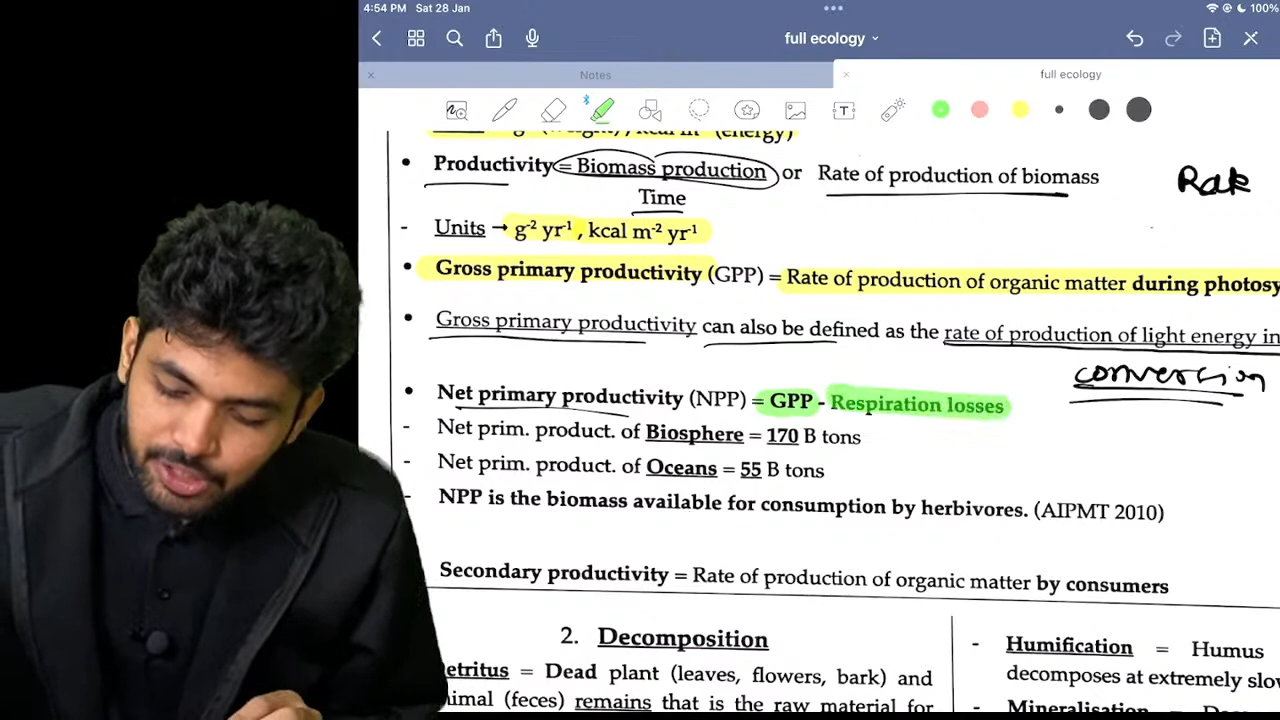 4:54 PM Sat 28 Jan
100%
full ecology
Notes
full ecology
T
(energy)
• Productivity = Biomass production or Rate of production of biomass
Time
- Units → g⁻² yr⁻¹ , kcal m⁻² yr⁻¹
• Gross primary productivity (GPP) = Rate of production of organic matter during photosy
• Gross primary productivity can also be defined as the rate of production of light energy in
conversion
• Net primary productivity (NPP) = GPP - Respiration losses
- Net prim. product. of Biosphere = 170 B tons
- Net prim. product. of Oceans = 55 B tons
- NPP is the biomass available for consumption by herbivores. (AIPMT 2010)
Secondary productivity = Rate of production of organic matter by consumers
2. Decomposition
etritus = Dead plant (leaves, flowers, bark) and
imal (feces) remains that is the raw material for
- Humification = Humus
decomposes at extremely slow
Mineralisation